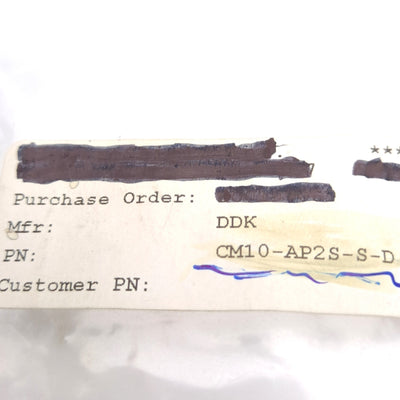 ***
Purchase Order:
Mfr: DDK
PN: CM10-AP2S-S-D
Customer PN: